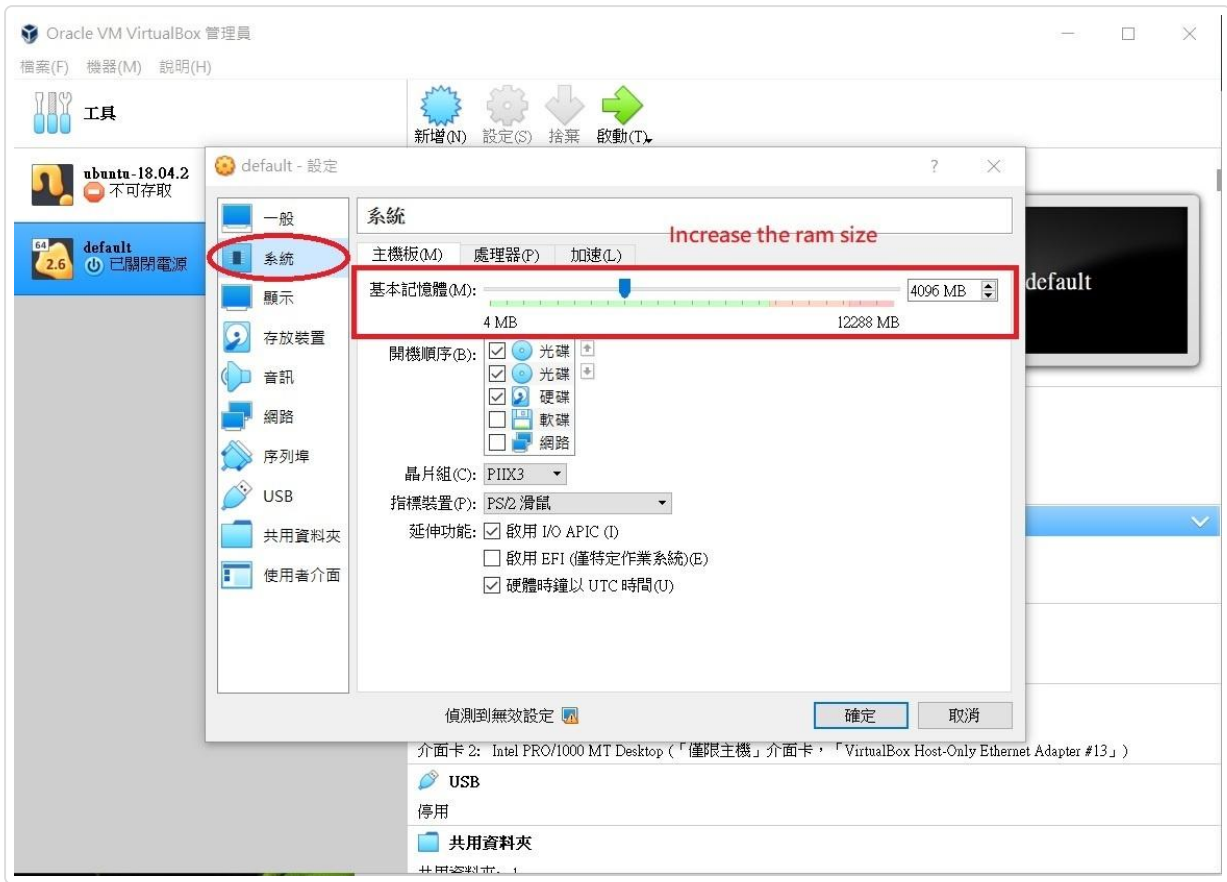 Oracle VM VirtualBox 管理員
檔案(F) 機器(M) 說明(H)
工具
新增(N) 設定(S) 捨棄 啟動(T)
ubuntu-18.04.2
不可存取
64
2.6
default
已關閉電源
default - 設定
?
一般
系統
顯示
存放裝置
音訊
網路
序列埠
USB
共用資料夾
使用者介面
系統
Increase the ram size
主機板(M) 處理器(P) 加速(L)
基本記憶體(M):
4096 MB
4 MB 12288 MB
開機順序(B):
光碟
光碟
硬碟
軟碟
網路
晶片組(C): PIIX3
指標裝置(P): PS/2 滑鼠
延伸功能: 啟用 I/O APIC (I)
啟用 EFI (僅特定作業系統)(E)
硬體時鐘以 UTC 時間(U)
偵測到無效設定
確定 取消
default
介面卡 2: Intel PRO/1000 MT Desktop (「僅限主機」介面卡,「VirtualBox Host-Only Ethernet Adapter #13」)
USB
停用
共用資料夾
共用資料夾: 1